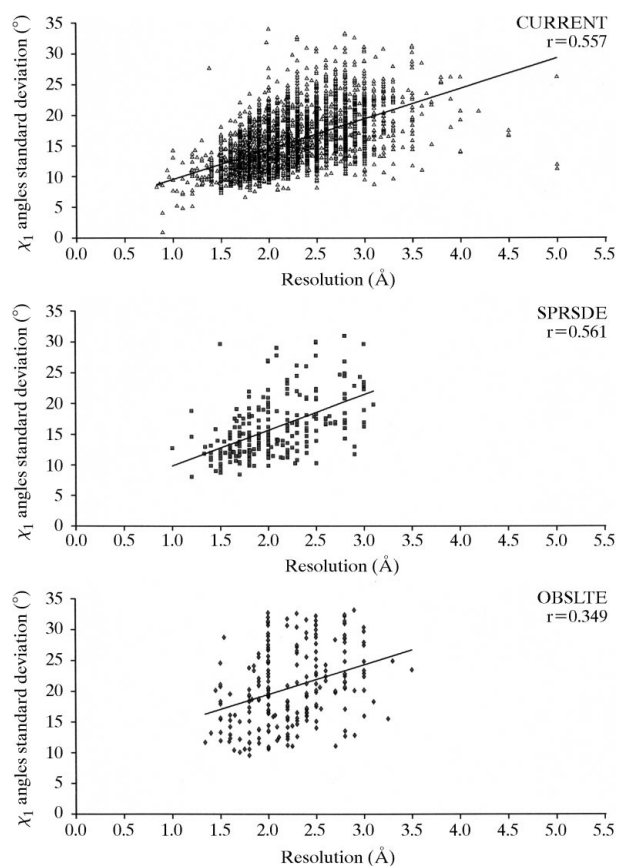 CURRENT
r=0.557
χ1 angles standard deviation (°)
35
30
25
20
15
10
5
0
0.0 0.5 1.0 1.5 2.0 2.5 3.0 3.5 4.0 4.5 5.0 5.5
Resolution (Å)
SPRSDE
r=0.561
χ1 angles standard deviation (°)
35
30
25
20
15
10
5
0
0.0 0.5 1.0 1.5 2.0 2.5 3.0 3.5 4.0 4.5 5.0 5.5
Resolution (Å)
OBSLTE
r=0.349
χ1 angles standard deviation (°)
35
30
25
20
15
10
5
0
0.0 0.5 1.0 1.5 2.0 2.5 3.0 3.5 4.0 4.5 5.0 5.5
Resolution (Å)